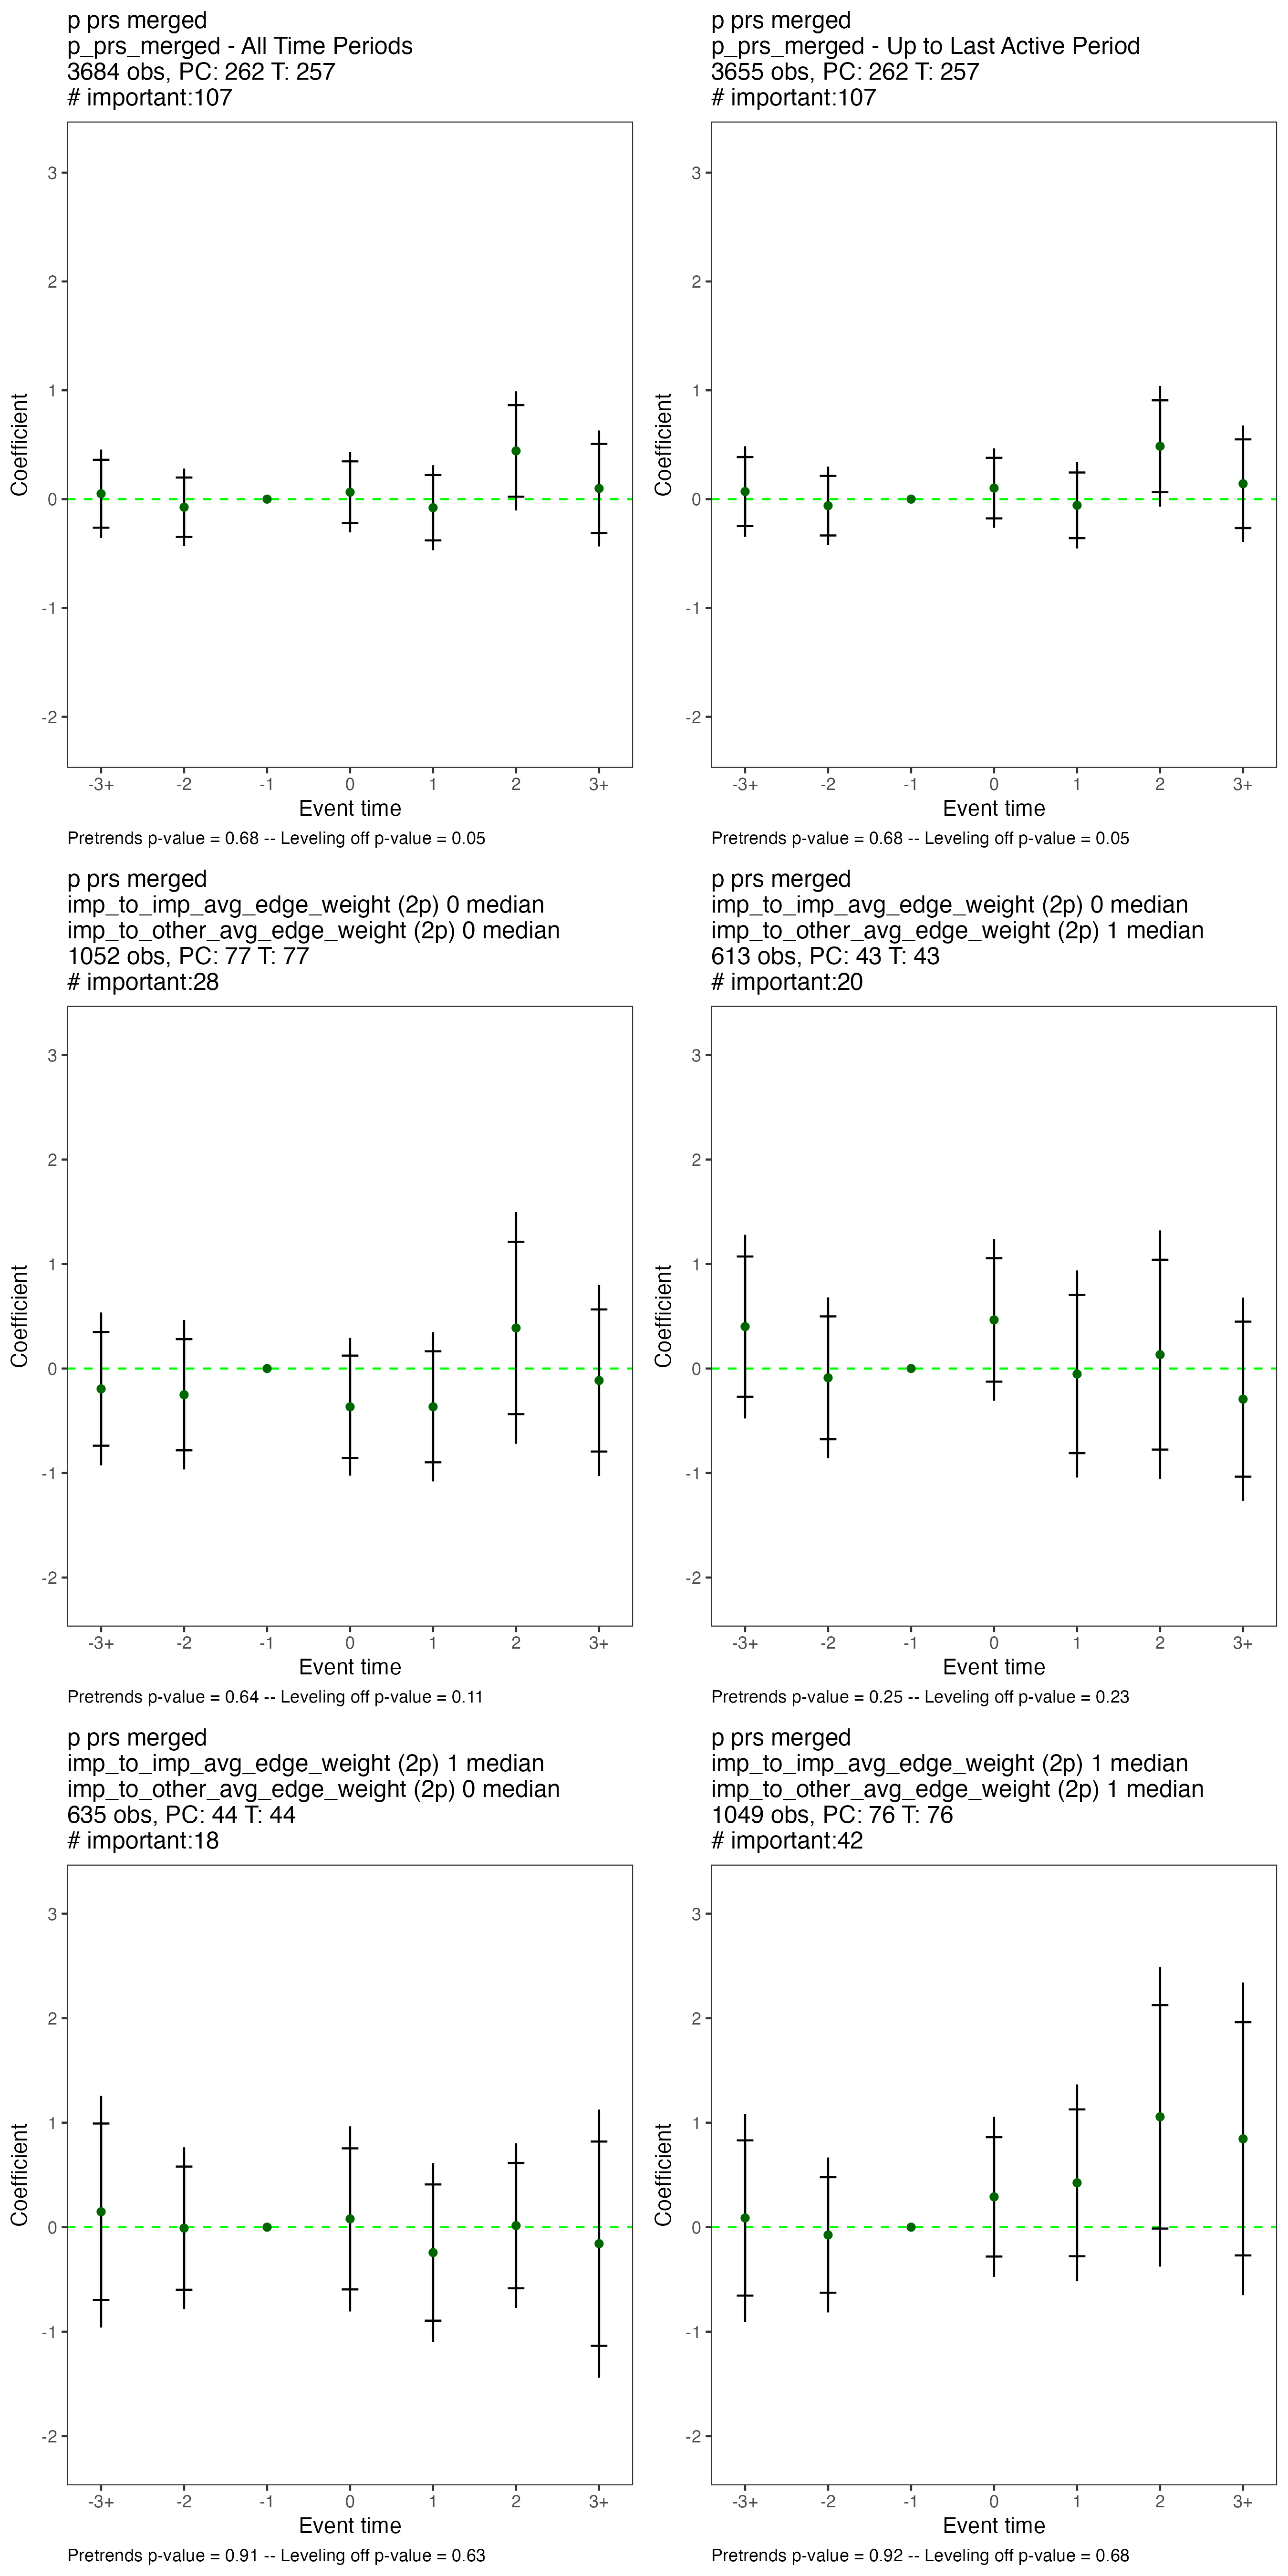 p prs merged
p_prs_merged - All Time Periods
3684 obs, PC: 262 T: 257
# important:107
3
2
1
0
-1
-2
Coefficient
-3+ -2 -1 0 1 2 3+
Event time
Pretrends p-value = 0.68 -- Leveling off p-value = 0.05
p prs merged
p_prs_merged - Up to Last Active Period
3655 obs, PC: 262 T: 257
# important:107
3
2
1
0
-1
-2
Coefficient
-3+ -2 -1 0 1 2 3+
Event time
Pretrends p-value = 0.68 -- Leveling off p-value = 0.05
p prs merged
imp_to_imp_avg_edge_weight (2p) 0 median
imp_to_other_avg_edge_weight (2p) 0 median
1052 obs, PC: 77 T: 77
# important:28
3
2
1
0
-1
-2
Coefficient
-3+ -2 -1 0 1 2 3+
Event time
Pretrends p-value = 0.64 -- Leveling off p-value = 0.11
p prs merged
imp_to_imp_avg_edge_weight (2p) 0 median
imp_to_other_avg_edge_weight (2p) 1 median
613 obs, PC: 43 T: 43
# important:20
3
2
1
0
-1
-2
Coefficient
-3+ -2 -1 0 1 2 3+
Event time
Pretrends p-value = 0.25 -- Leveling off p-value = 0.23
p prs merged
imp_to_imp_avg_edge_weight (2p) 1 median
imp_to_other_avg_edge_weight (2p) 0 median
635 obs, PC: 44 T: 44
# important:18
3
2
1
0
-1
-2
Coefficient
-3+ -2 -1 0 1 2 3+
Event time
Pretrends p-value = 0.91 -- Leveling off p-value = 0.63
p prs merged
imp_to_imp_avg_edge_weight (2p) 1 median
imp_to_other_avg_edge_weight (2p) 1 median
1049 obs, PC: 76 T: 76
# important:42
3
2
1
0
-1
-2
Coefficient
-3+ -2 -1 0 1 2 3+
Event time
Pretrends p-value = 0.92 -- Leveling off p-value = 0.68